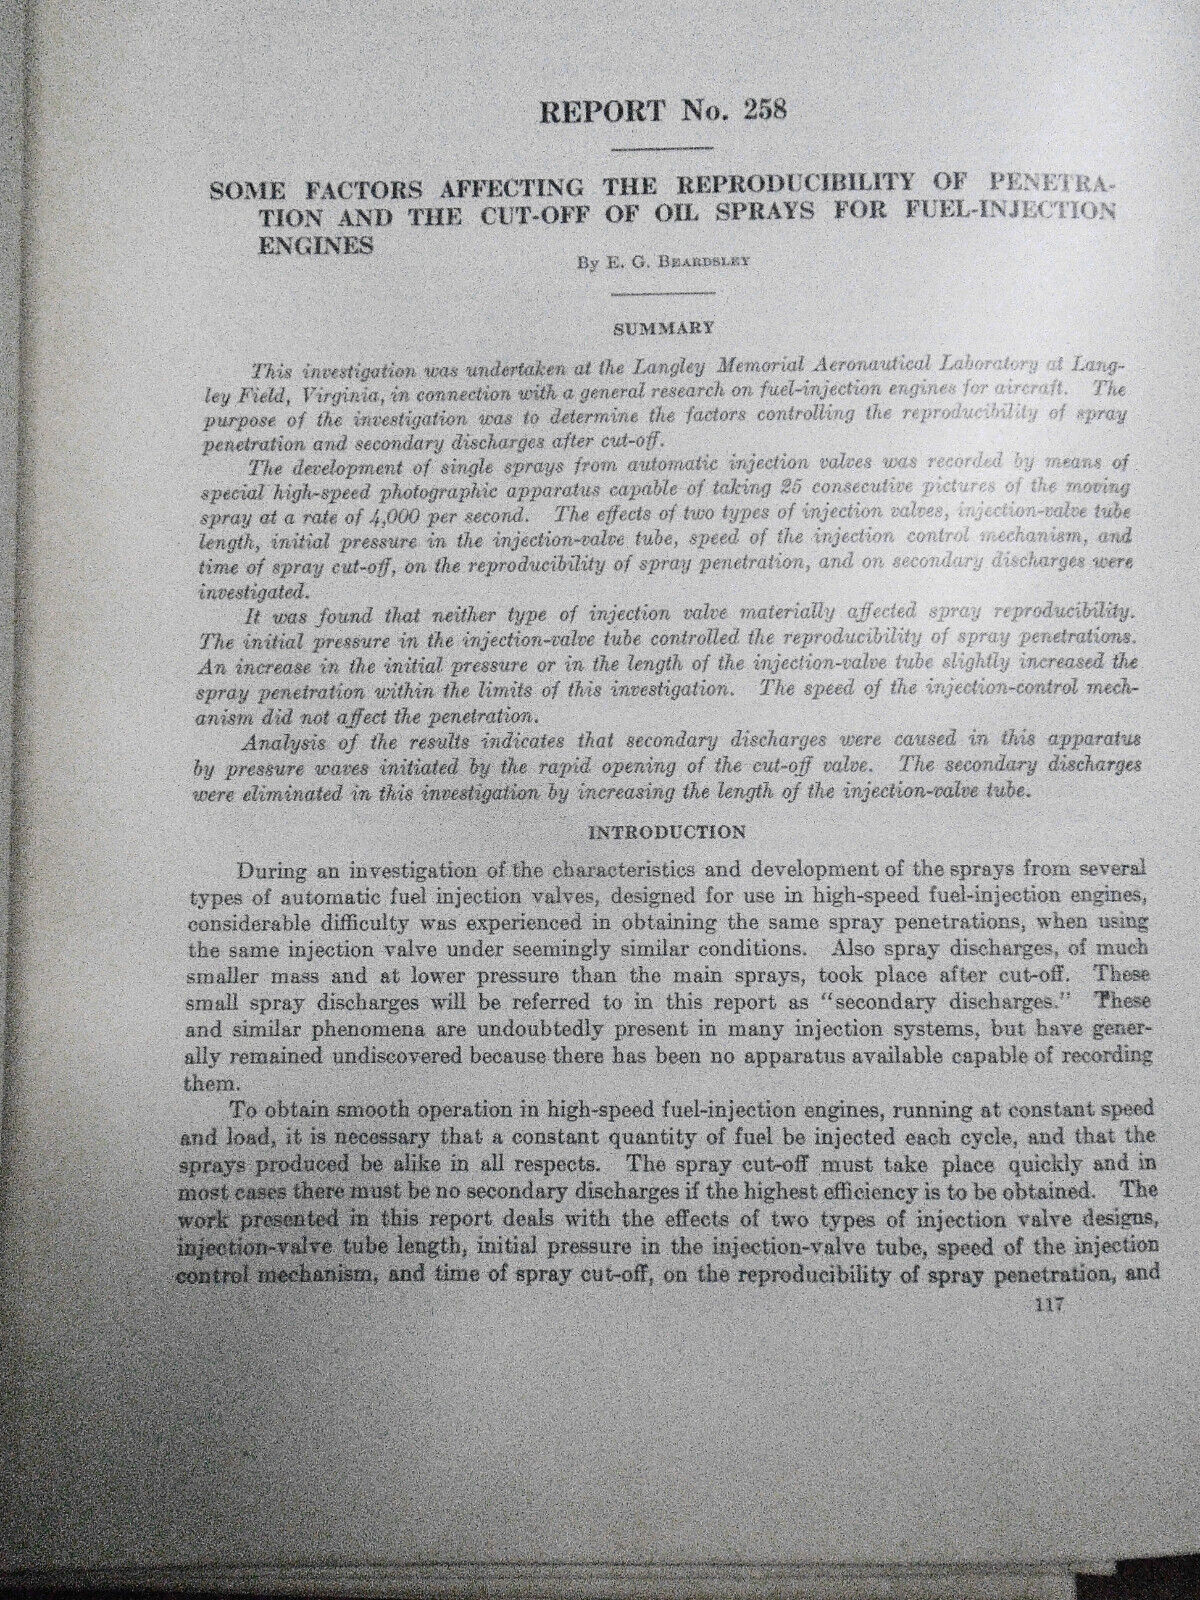 REPORT No. 258
SOME FACTORS AFFECTING THE REPRODUCIBILITY OF PENETRA-
TION AND THE CUT-OFF OF OIL SPRAYS FOR FUEL-INJECTION
ENGINES
By E. G. BEARDSLEY
SUMMARY
This investigation was undertaken at the Langley Memorial Aeronautical Laboratory at Lang-
ley Field, Virginia, in connection with a general research on fuel-injection engines for aircraft. The
purpose of the investigation was to determine the factors controlling the reproducibility of spray
penetration and secondary discharges after cut-off.
The development of single sprays from automatic injection valves was recorded by means of
special high-speed photographic apparatus capable of taking 25 consecutive pictures of the moving
spray at a rate of 4,000 per second. The effects of two types of injection valves, injection-valve tube
length, initial pressure in the injection-valve tube, speed of the injection control mechanism, and
time of spray cut-off, on the reproducibility of spray penetration, and on secondary discharges were
investigated.
It was found that neither type of injection valve materially affected spray reproducibility.
The initial pressure in the injection-valve tube controlled the reproducibility of spray penetrations.
An increase in the initial pressure or in the length of the injection-valve tube slightly increased the
spray penetration within the limits of this investigation. The speed of the injection-control mech-
anism did not affect the penetration.
Analysis of the results indicates that secondary discharges were caused in this apparatus
by pressure waves initiated by the rapid opening of the cut-off valve. The secondary discharges
were eliminated in this investigation by increasing the length of the injection-valve tube.
INTRODUCTION
During an investigation of the characteristics and development of the sprays from several
types of automatic fuel injection valves, designed for use in high-speed fuel-injection engines,
considerable difficulty was experienced in obtaining the same spray penetrations, when using
the same injection valve under seemingly similar conditions. Also spray discharges, of much
smaller mass and at lower pressure than the main sprays, took place after cut-off. These
small spray discharges will be referred to in this report as "secondary discharges." These
and similar phenomena are undoubtedly present in many injection systems, but have gener-
ally remained undiscovered because there has been no apparatus available capable of recording
them.
To obtain smooth operation in high-speed fuel-injection engines, running at constant speed
and load, it is necessary that a constant quantity of fuel be injected each cycle, and that the
sprays produced be alike in all respects. The spray cut-off must take place quickly and in
most cases there must be no secondary discharges if the highest efficiency is to be obtained. The
work presented in this report deals with the effects of two types of injection valve designs,
injection-valve tube length, initial pressure in the injection-valve tube, speed of the injection
control mechanism, and time of spray cut-off, on the reproducibility of spray penetration, and
117